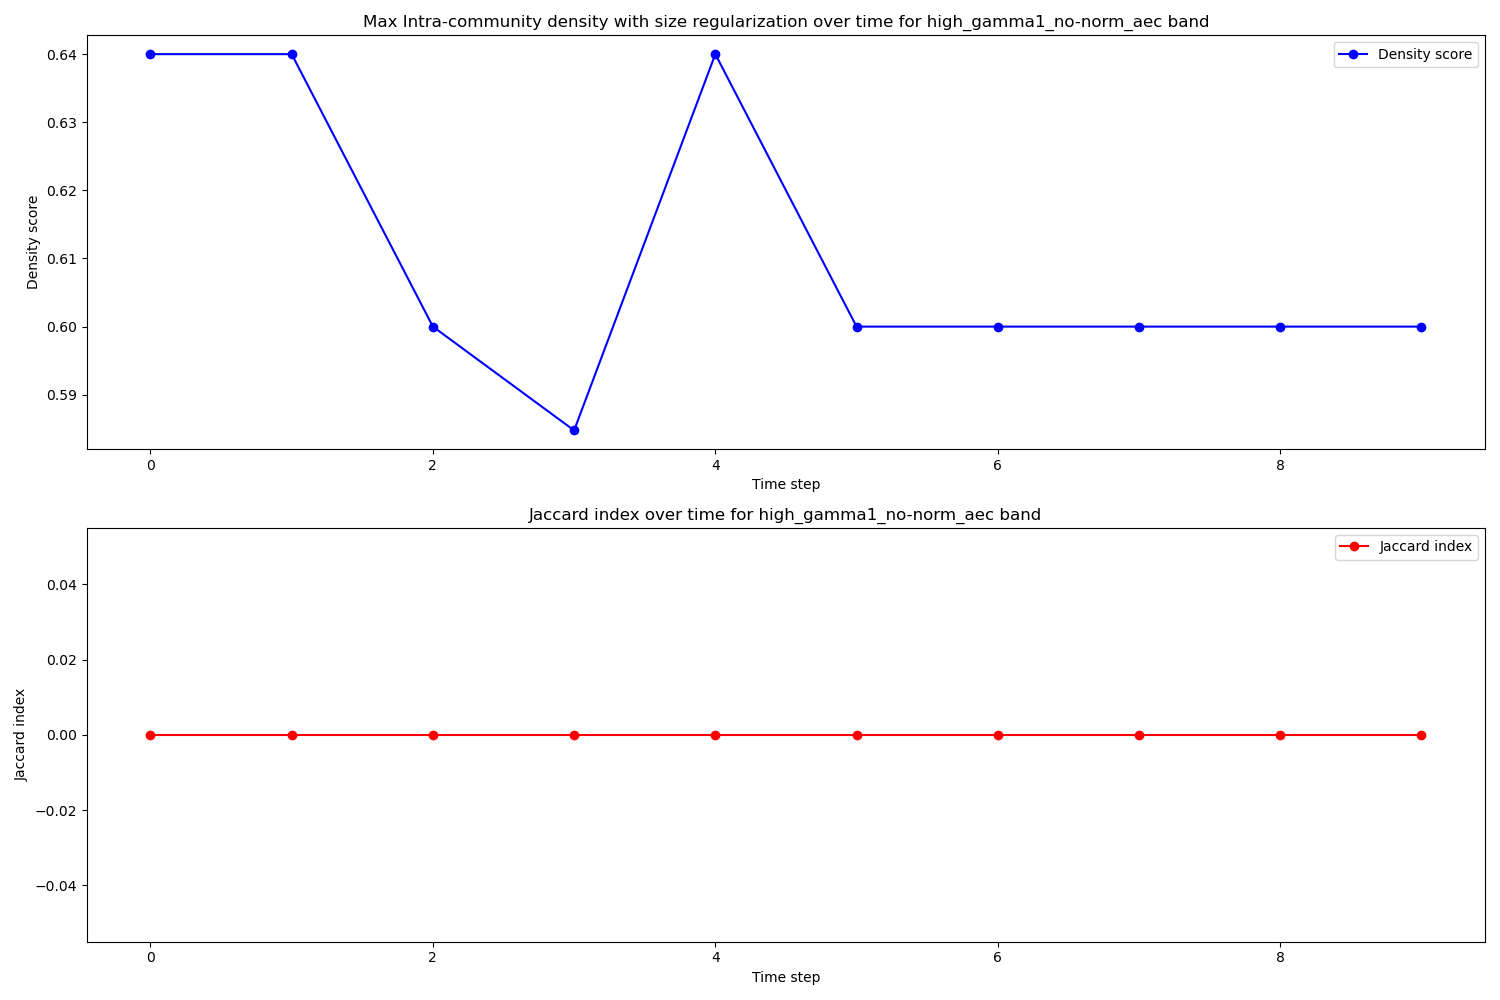 Max Intra-community density with size regularization over time for high_gamma1_no-norm_aec band
Density score
0.64
0.63
0.62
0.61
0.60
0.59
Density score
0 2 4 6 8
Time step
Jaccard index over time for high_gamma1_no-norm_aec band
Jaccard index
0.04
0.02
0.00
−0.02
−0.04
Jaccard index
0 2 4 6 8
Time step